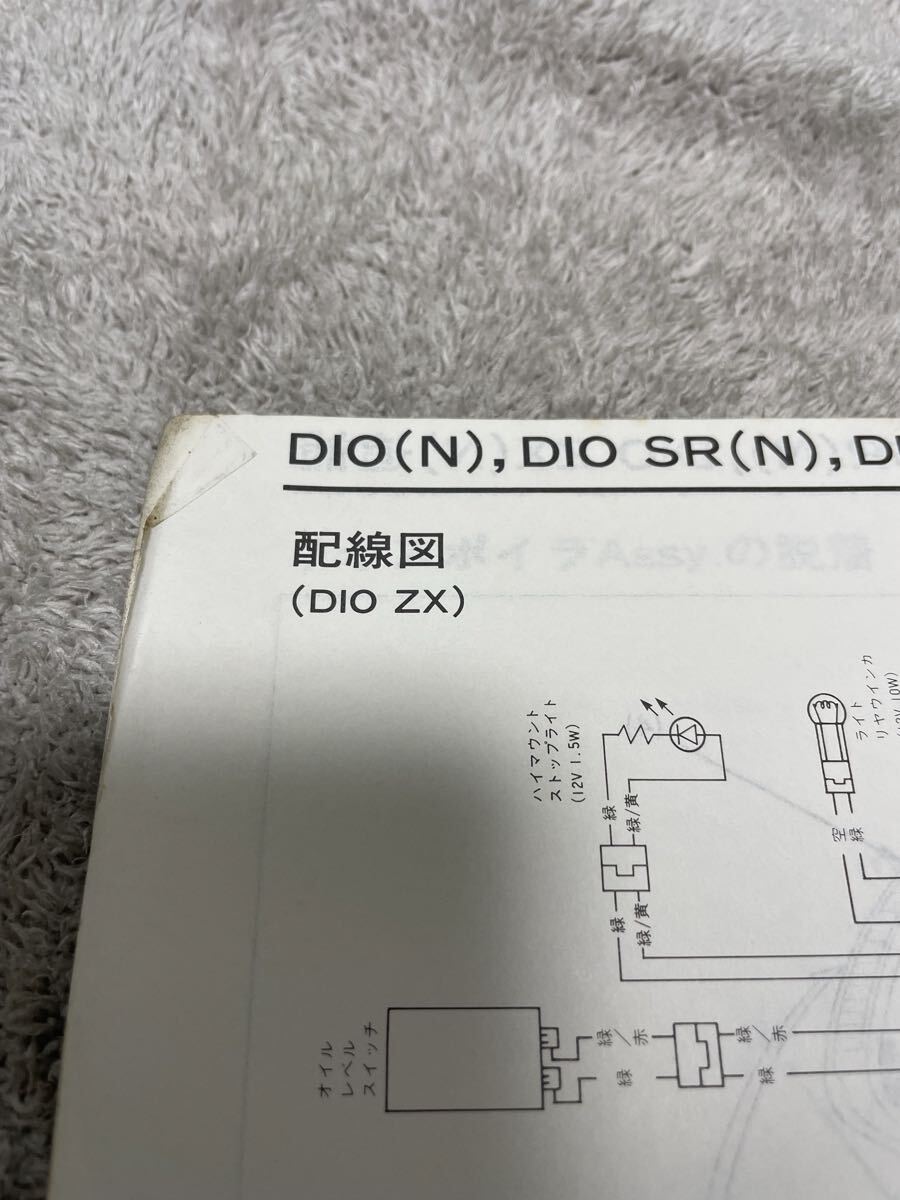 DIO(N), DIO SR(N), DI
配線図
(DIO ZX)
ハイマウント
ストップライト
(12V 1.5W)
緑
緑/黄
緑
緑/黄
ライト
リヤウインカ
(12V 10W)
空
緑
オイル
レベル
スイッチ
緑/赤
緑
緑/赤
緑